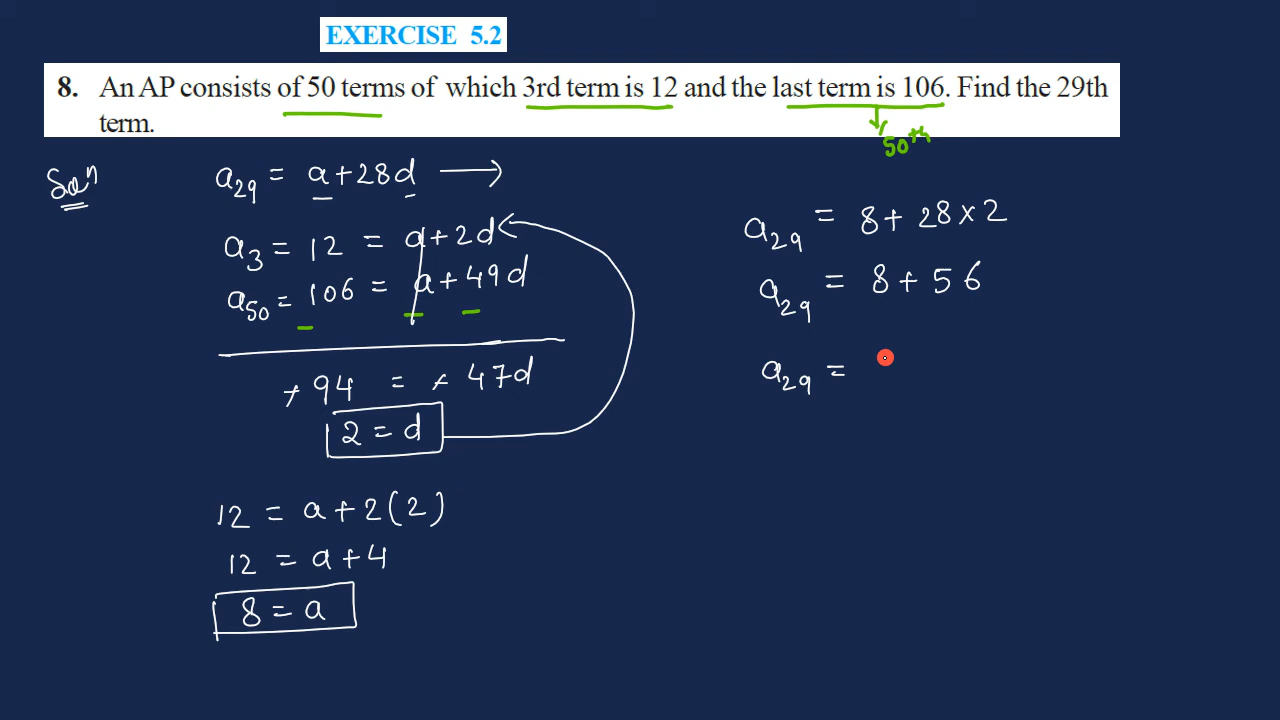 EXERCISE 5.2
8. An AP consists of 50 terms of which 3rd term is 12 and the last term is 106. Find the 29th
term.
50th
Solⁿ
a₂₉ = a+28d →
a₃ = 12 = a+2d
a₅₀ = 106 = a+49d
+94 = +47d
2 = d
12 = a+2(2)
12 = a+4
8 = a
a₂₉ = 8+28×2
a₂₉ = 8+56
a₂₉ =